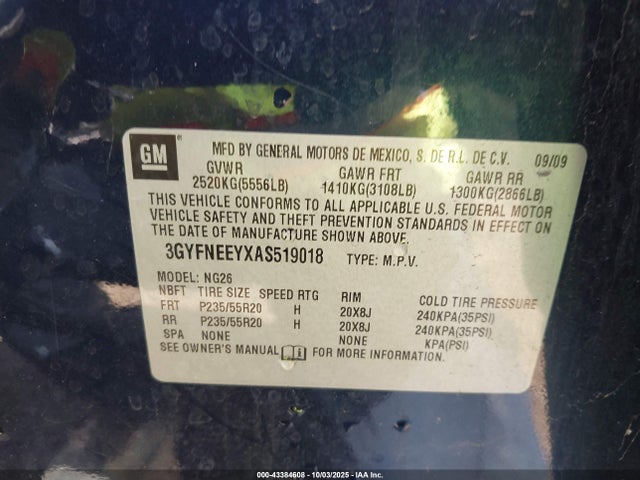 GM
MFD BY GENERAL MOTORS DE MEXICO, S. DE R.L. DE C.V. 09/09
GVWR GAWR FRT GAWR RR
2520KG(5556LB) 1410KG(3108LB) 1300KG(2866LB)
THIS VEHICLE CONFORMS TO ALL APPLICABLE U.S. FEDERAL MOTOR
VEHICLE SAFETY AND THEFT PREVENTION STANDARDS IN EFFECT ON
THE DATE OF MANUFACTURE SHOWN ABOVE.
3GYFNEEYXAS519018 TYPE: M.P.V.
MODEL: NG26
NBFT TIRE SIZE SPEED RTG RIM COLD TIRE PRESSURE
FRT P235/55R20 H 20X8J 240KPA(35PSI)
RR P235/55R20 H 20X8J 240KPA(35PSI)
SPA NONE NONE KPA(PSI)
SEE OWNER'S MANUAL FOR MORE INFORMATION.
000-43384608 - 10/03/2025 - IAA Inc.